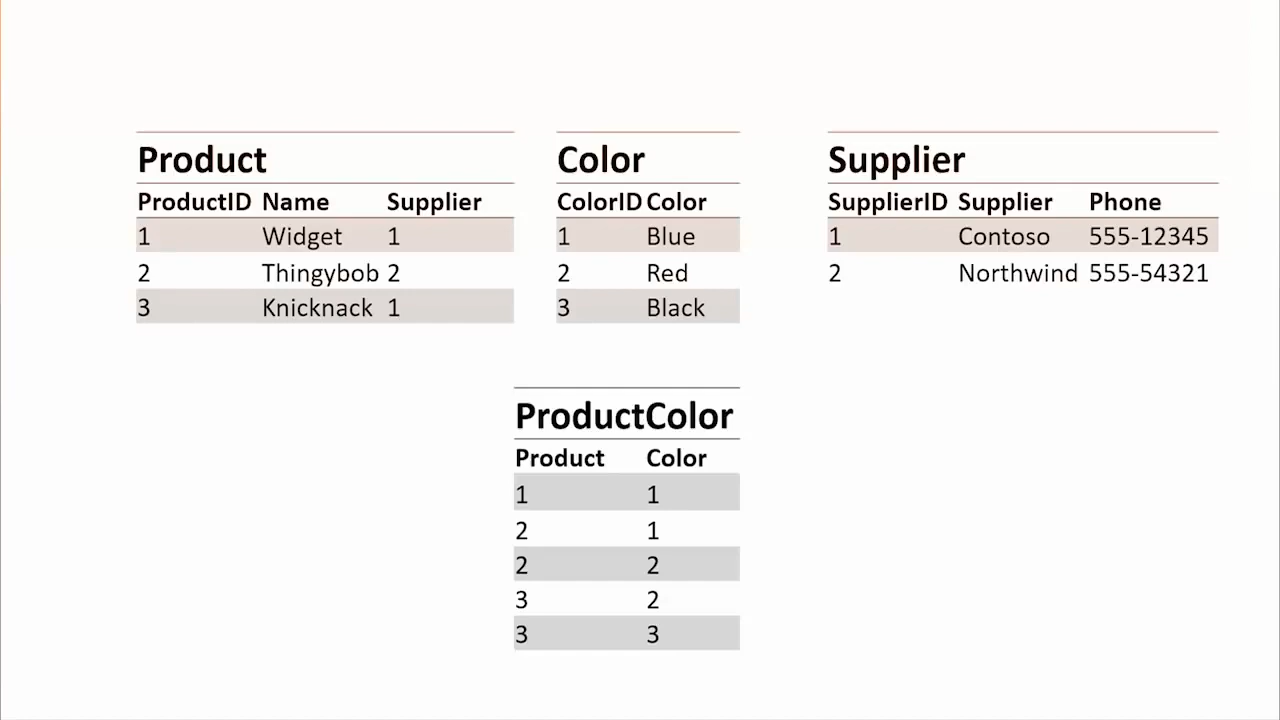 Product
ProductID Name Supplier
1 Widget 1
2 Thingybob 2
3 Knicknack 1
Color
ColorID Color
1 Blue
2 Red
3 Black
Supplier
SupplierID Supplier Phone
1 Contoso 555-12345
2 Northwind 555-54321
ProductColor
Product Color
1 1
2 1
2 2
3 2
3 3